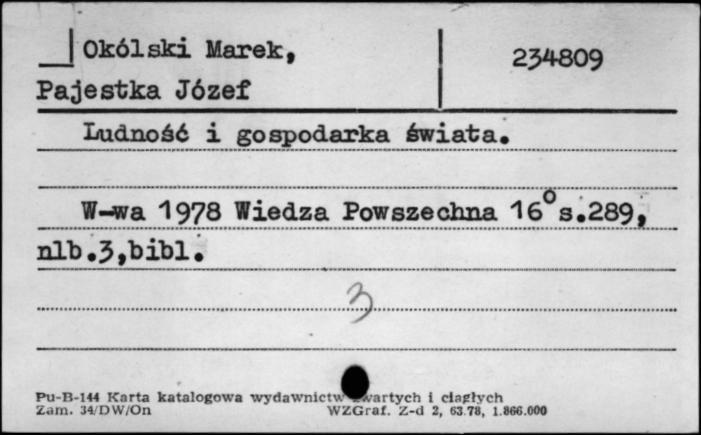 Okólski Marek, 234809
Pajestka Józef
Ludność i gospodarka świata.
W-wa 1978 Wiedza Powszechna 16° s.289,
nlb.3,bibl.
3
Pu-B-144 Karta katalogowa wydawnictw zwartych i ciągłych
Zam. 34/DW/On WZGraf. Z-d 2, 63.78, 1.866.000